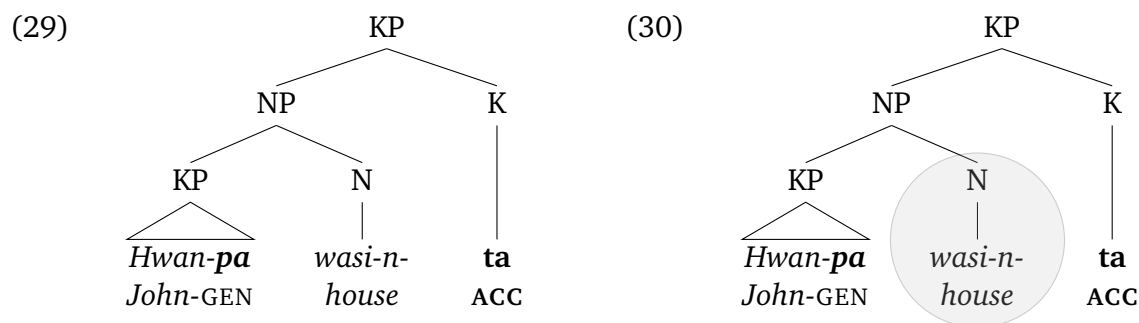 (29) KP (30) KP
NP K NP K
KP N KP N
Hwan-pa wasi-n- ta Hwan-pa wasi-n- ta
John-GEN house ACC John-GEN house ACC